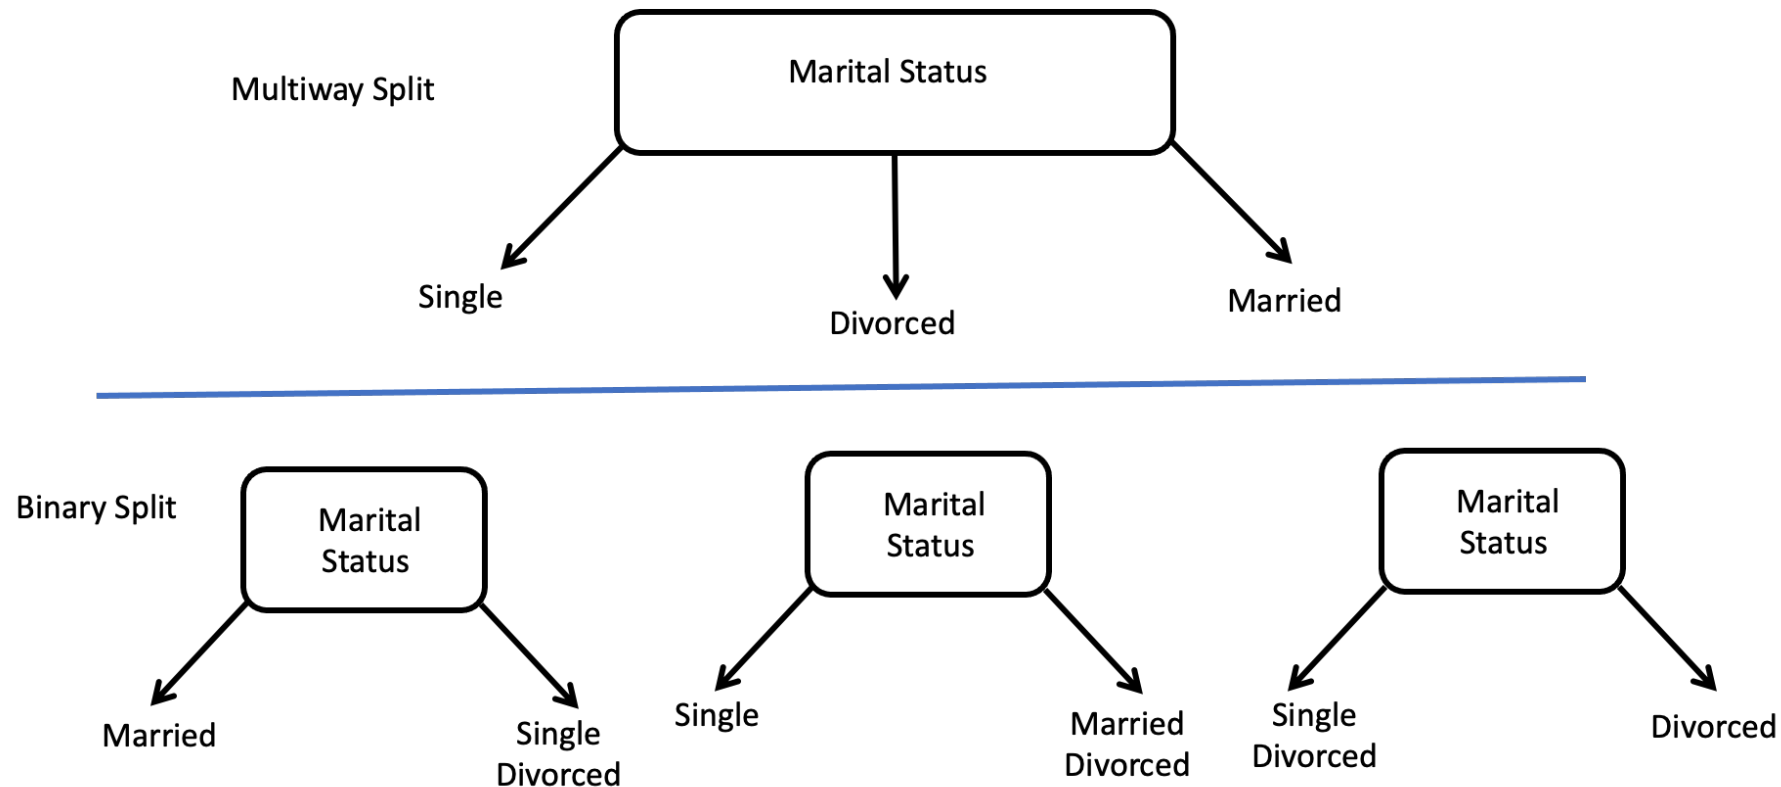 Multiway Split
Marital Status
Single
Divorced
Married
Binary Split
Marital
Status
Married
Single
Divorced
Marital
Status
Single
Married
Divorced
Marital
Status
Single
Divorced
Divorced